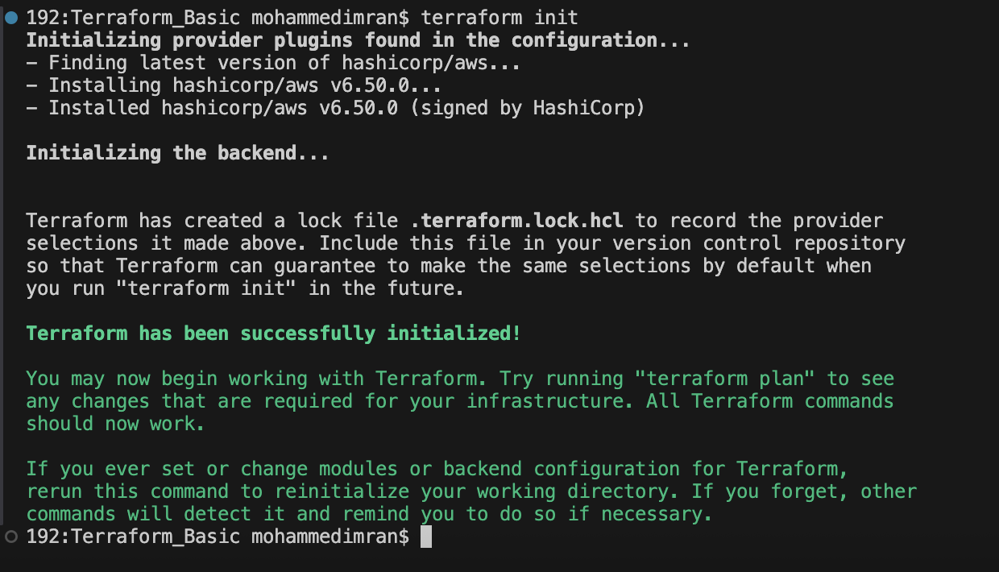 192:Terraform_Basic mohammedimran$ terraform init
Initializing provider plugins found in the configuration...
- Finding latest version of hashicorp/aws...
- Installing hashicorp/aws v6.50.0...
- Installed hashicorp/aws v6.50.0 (signed by HashiCorp)
Initializing the backend...
Terraform has created a lock file .terraform.lock.hcl to record the provider
selections it made above. Include this file in your version control repository
so that Terraform can guarantee to make the same selections by default when
you run "terraform init" in the future.
Terraform has been successfully initialized!
You may now begin working with Terraform. Try running "terraform plan" to see
any changes that are required for your infrastructure. All Terraform commands
should now work.
If you ever set or change modules or backend configuration for Terraform,
rerun this command to reinitialize your working directory. If you forget, other
commands will detect it and remind you to do so if necessary.
192:Terraform_Basic mohammedimran$